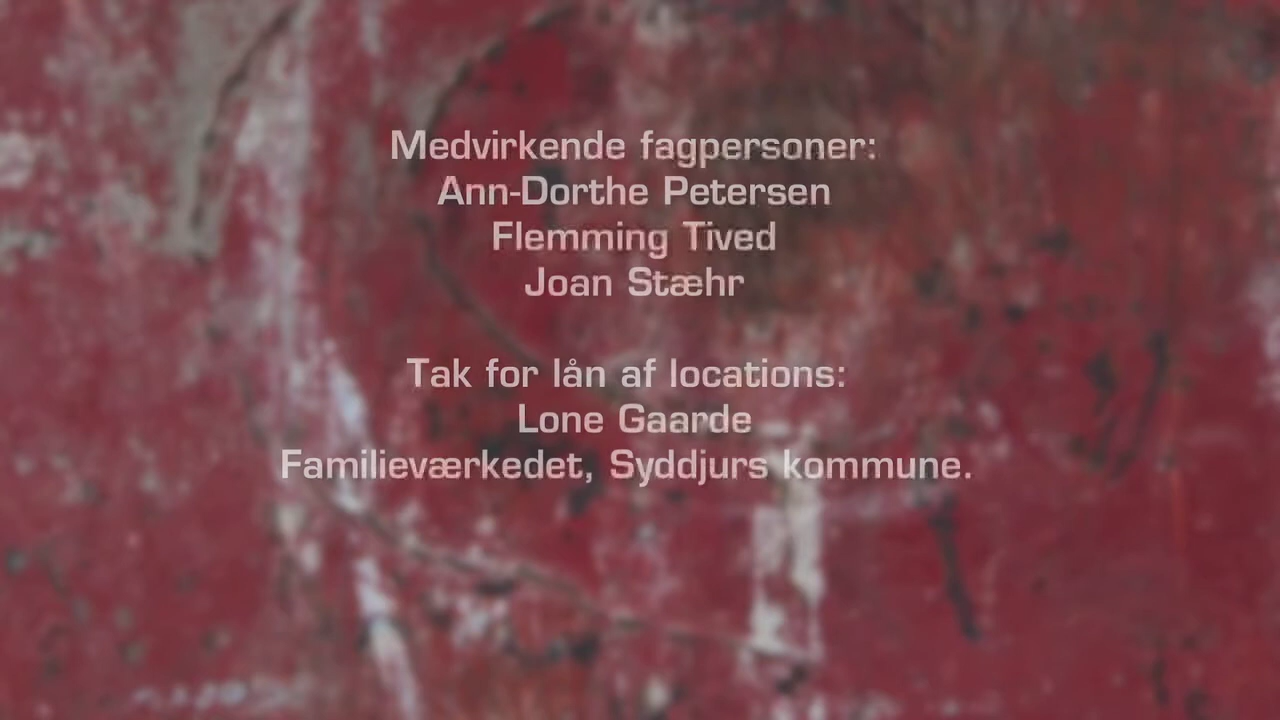 Medvirkende fagpersoner:
Ann-Dorthe Petersen
Flemming Tived
Joan Stæhr
Tak for lån af locations:
Lone Gaarde
Familieværkedet, Syddjurs kommune.